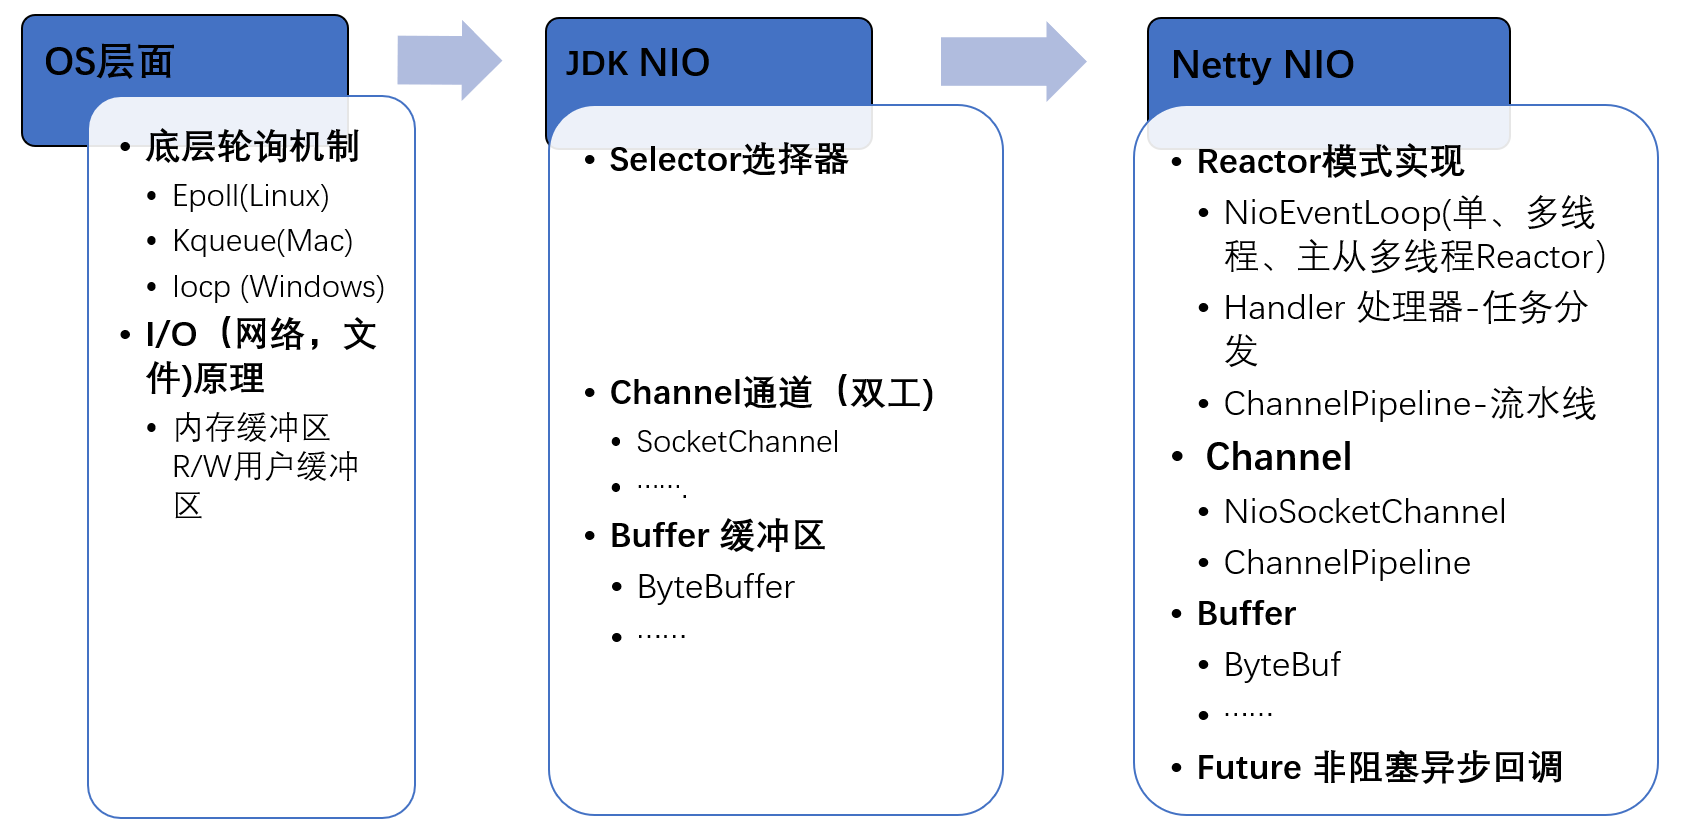 OS层面
底层轮询机制
Epoll(Linux)
Kqueue(Mac)
Iocp (Windows)
I/O（网络，文
件)原理
内存缓冲区
R/W用户缓冲
区
JDK NIO
Selector选择器
Channel通道（双工)
SocketChannel
…….
Buffer 缓冲区
ByteBuffer
……
Netty NIO
Reactor模式实现
NioEventLoop(单、多线
程、主从多线程Reactor）
Handler 处理器-任务分
发
ChannelPipeline-流水线
Channel
NioSocketChannel
ChannelPipeline
Buffer
ByteBuf
……
Future 非阻塞异步回调